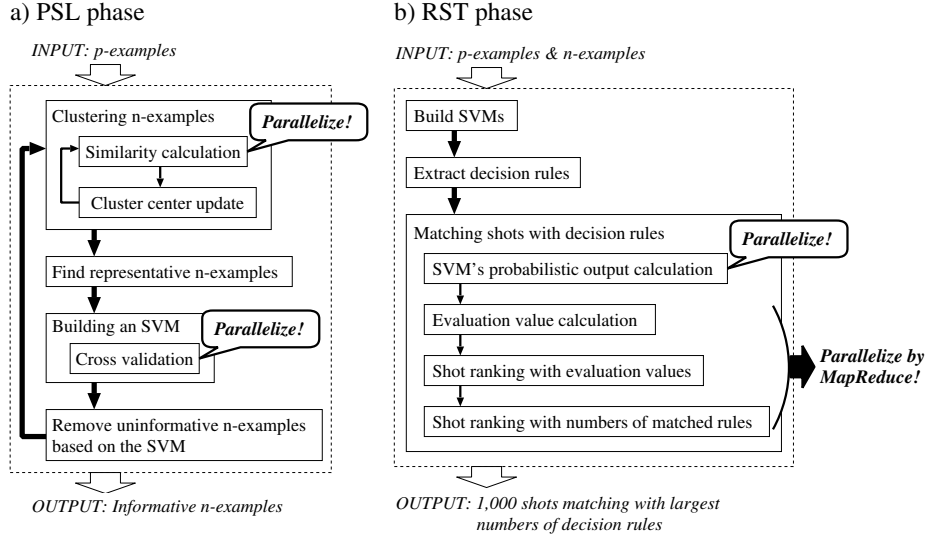 a) PSL phase
INPUT: p-examples
Clustering n-examples
Parallelize!
Similarity calculation
Cluster center update
Find representative n-examples
Building an SVM
Parallelize!
Cross validation
Remove uninformative n-examples
based on the SVM
OUTPUT: Informative n-examples
b) RST phase
INPUT: p-examples & n-examples
Build SVMs
Extract decision rules
Matching shots with decision rules
Parallelize!
SVM's probabilistic output calculation
Evaluation value calculation
Shot ranking with evaluation values
Shot ranking with numbers of matched rules
Parallelize by
MapReduce!
OUTPUT: 1,000 shots matching with largest
numbers of decision rules